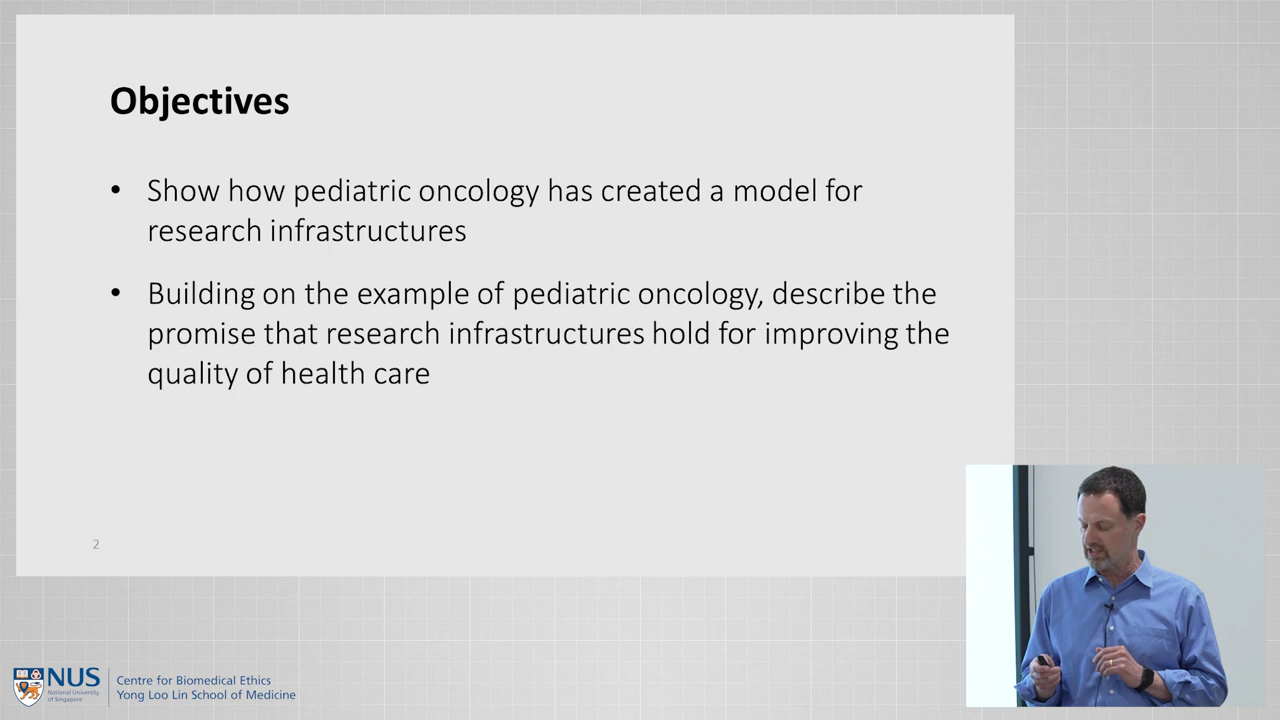 Objectives
• Show how pediatric oncology has created a model for
research infrastructures
• Building on the example of pediatric oncology, describe the
promise that research infrastructures hold for improving the
quality of health care
2
NUS
National University
of Singapore
Centre for Biomedical Ethics
Yong Loo Lin School of Medicine